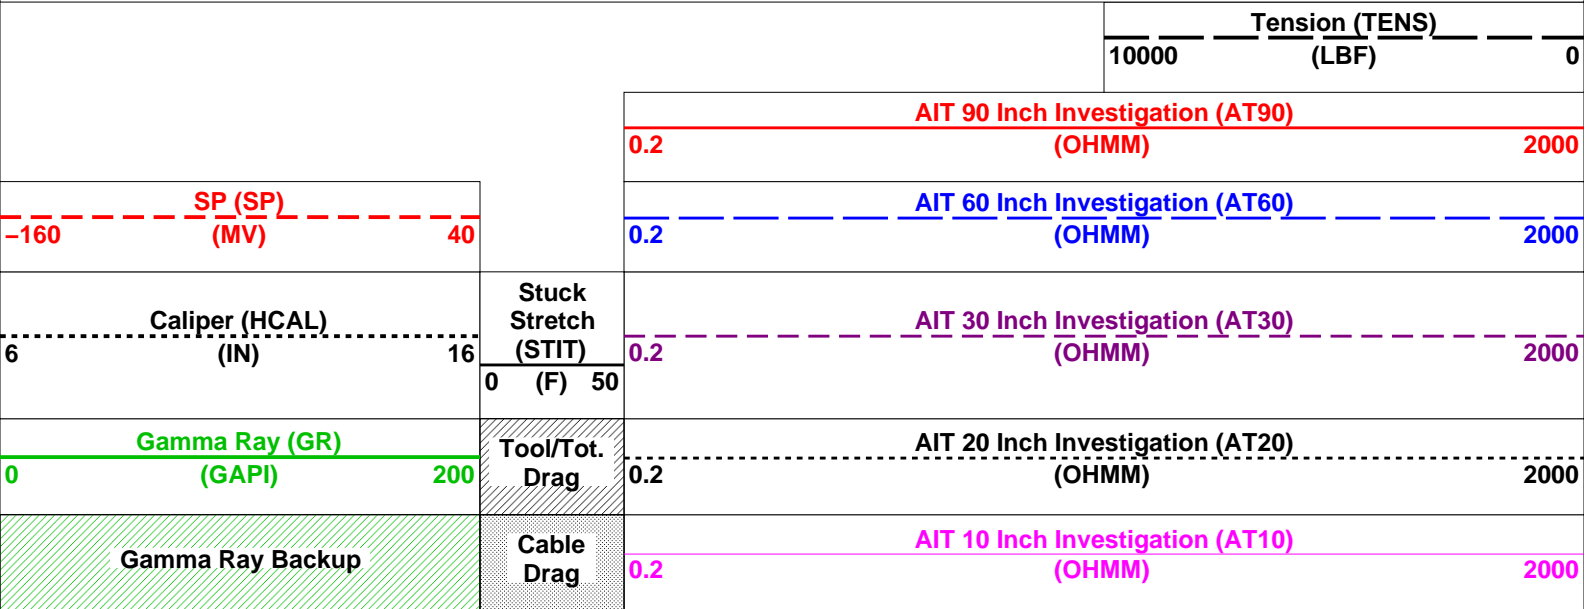 Tension (TENS)
10000 (LBF) 0
AIT 90 Inch Investigation (AT90)
0.2 (OHMM) 2000
SP (SP)
–160 (MV) 40
AIT 60 Inch Investigation (AT60)
0.2 (OHMM) 2000
Caliper (HCAL)
6 (IN) 16
Stuck
Stretch
(STIT)
0 (F) 50
AIT 30 Inch Investigation (AT30)
0.2 (OHMM) 2000
Gamma Ray (GR)
0 (GAPI) 200
Tool/Tot.
Drag
AIT 20 Inch Investigation (AT20)
0.2 (OHMM) 2000
Gamma Ray Backup
Cable
Drag
AIT 10 Inch Investigation (AT10)
0.2 (OHMM) 2000